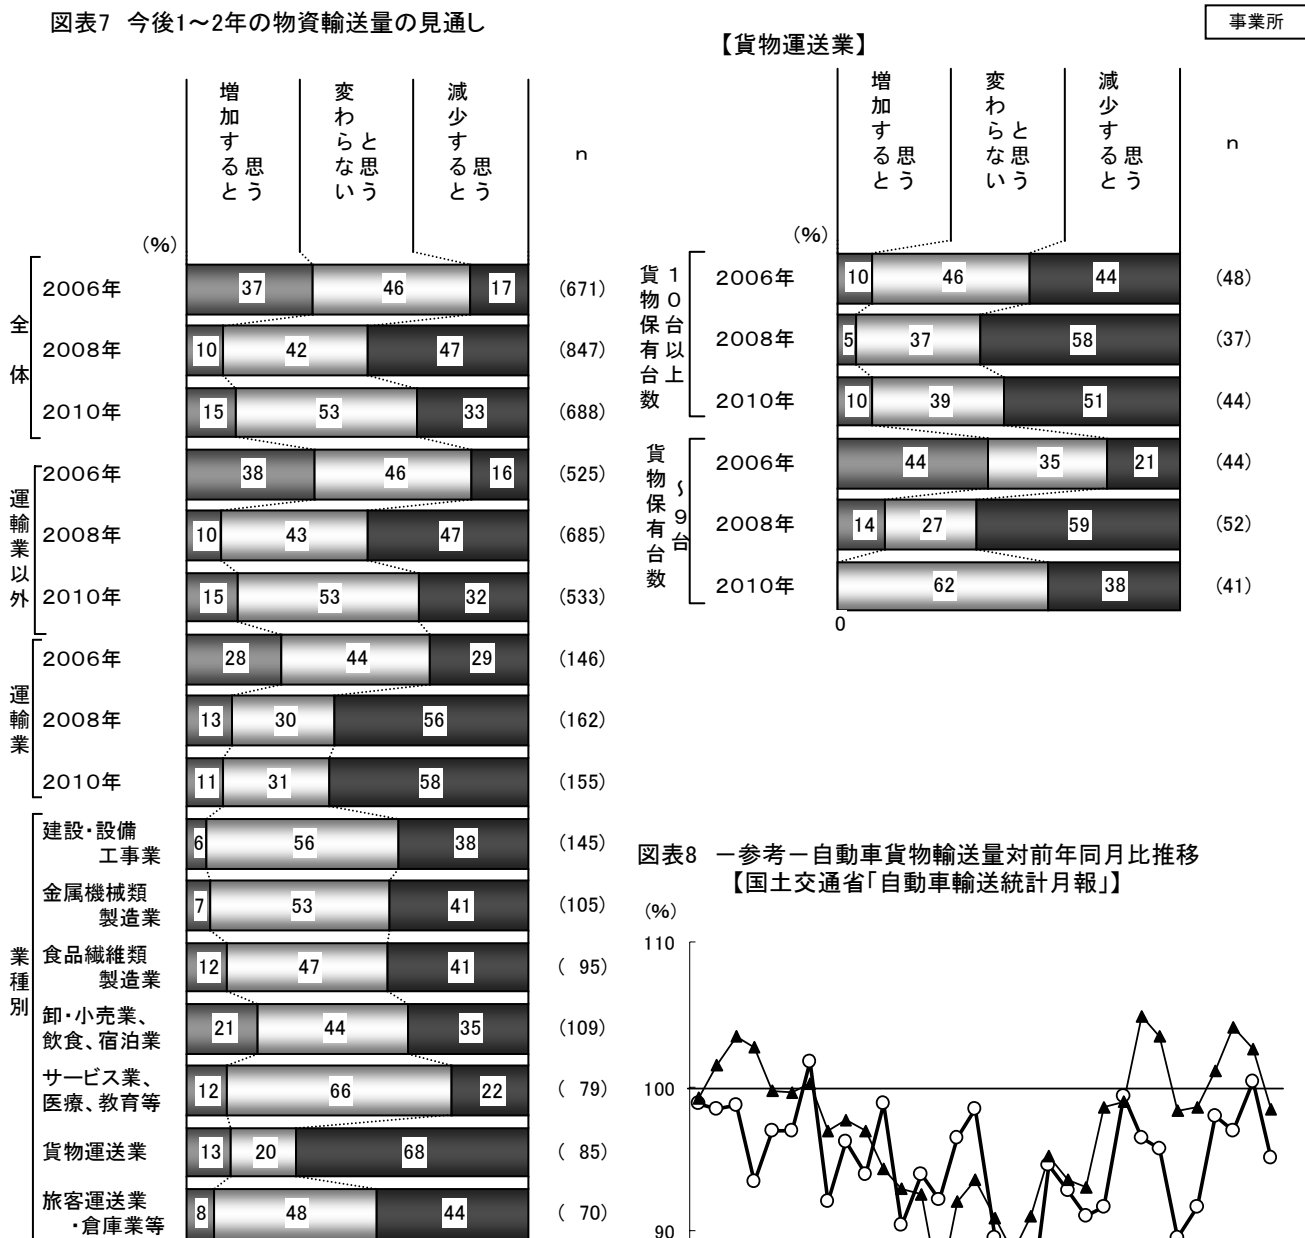 図表7 今後1～2年の物資輸送量の見通し
事業所
増加すると思う
変わらないと思う
減少すると思う
n
(%)
全体
2006年 37 46 17 (671)
2008年 10 42 47 (847)
2010年 15 53 33 (688)
運輸業以外
2006年 38 46 16 (525)
2008年 10 43 47 (685)
2010年 15 53 32 (533)
運輸業
2006年 28 44 29 (146)
2008年 13 30 56 (162)
2010年 11 31 58 (155)
業種別
建設・設備
工事業 6 56 38 (145)
金属機械類
製造業 7 53 41 (105)
食品繊維類
製造業 12 47 41 ( 95)
卸・小売業、
飲食、宿泊業 21 44 35 (109)
サービス業、
医療、教育等 12 66 22 ( 79)
貨物運送業 13 20 68 ( 85)
旅客運送業
・倉庫業等 8 48 44 ( 70)
【貨物運送業】
増加すると思う
変わらないと思う
減少すると思う
n
(%)
貨物保有台数
10台以上
2006年 10 46 44 (48)
2008年 5 37 58 (37)
2010年 10 39 51 (44)
貨物保有台数
～9台
2006年 44 35 21 (44)
2008年 14 27 59 (52)
2010年 62 38 (41)
0
図表8 －参考－自動車貨物輸送量対前年同月比推移
【国土交通省「自動車輸送統計月報」】
(%)
110
100
90